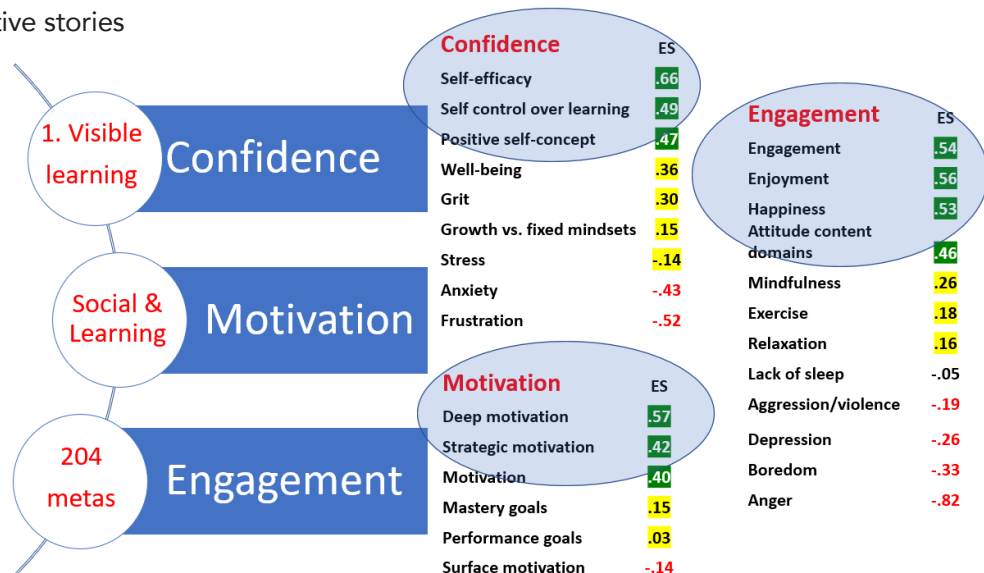 tive stories
1. Visible
learning
Confidence
Social &
Learning
Motivation
204
metas
Engagement
Confidence ES
Self-efficacy .66
Self control over learning .49
Positive self-concept .47
Well-being .36
Grit .30
Growth vs. fixed mindsets .15
Stress -.14
Anxiety -.43
Frustration -.52
Motivation ES
Deep motivation .57
Strategic motivation .42
Motivation .40
Mastery goals .15
Performance goals .03
Surface motivation -.14
Engagement ES
Engagement .54
Enjoyment .56
Happiness .53
Attitude content
domains .46
Mindfulness .26
Exercise .18
Relaxation .16
Lack of sleep -.05
Aggression/violence -.19
Depression -.26
Boredom -.33
Anger -.82